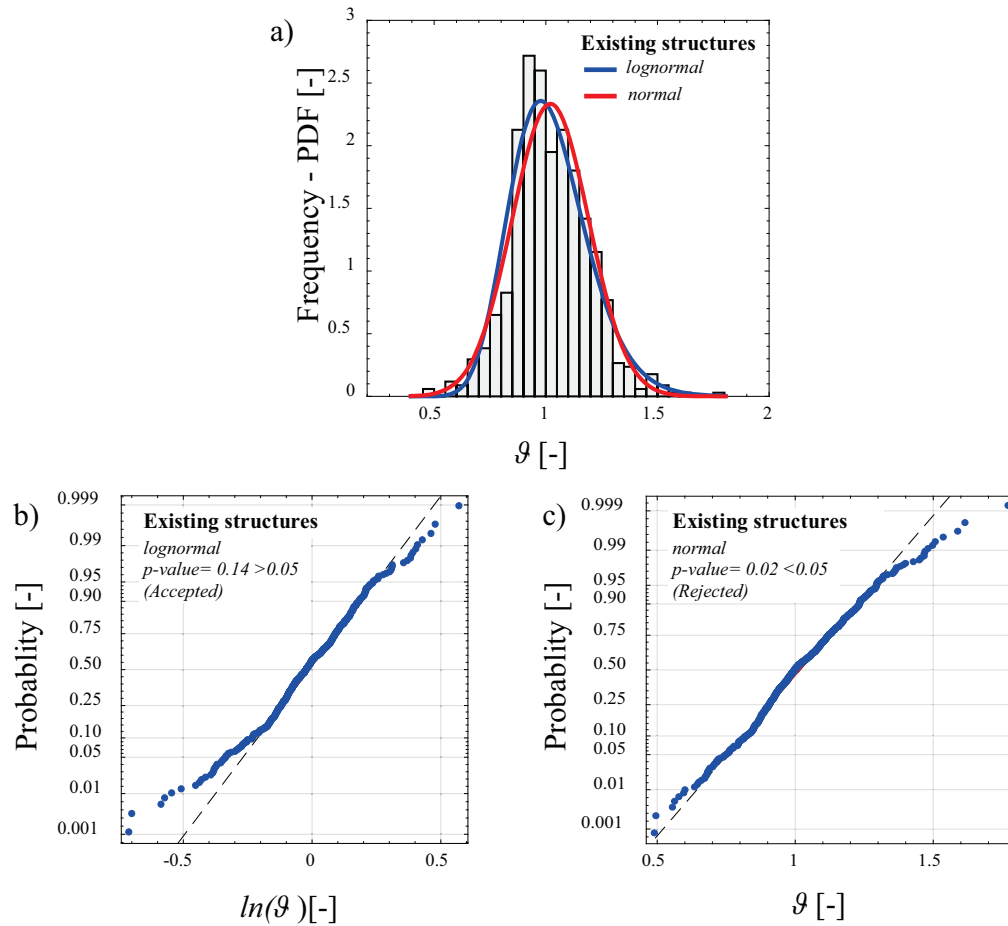 a)
Frequency - PDF [-]
3
2.5
2
1.5
1
0.5
0
Existing structures
lognormal
normal
0.5
1
1.5
2
ϑ [-]
b)
Probablity [-]
0.999
0.99
0.95
0.90
0.75
0.50
0.25
0.10
0.05
0.01
0.001
Existing structures
lognormal
p-value= 0.14 >0.05
(Accepted)
-0.5
0
0.5
ln(ϑ )[-]
c)
Probablity [-]
0.999
0.99
0.95
0.90
0.75
0.50
0.25
0.10
0.05
0.01
0.001
Existing structures
normal
p-value= 0.02 <0.05
(Rejected)
0.5
1
1.5
ϑ [-]